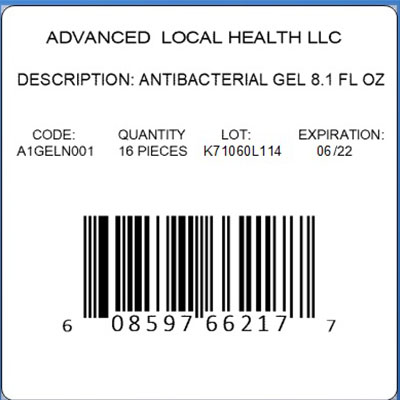 ADVANCED LOCAL HEALTH LLC
DESCRIPTION: ANTIBACTERIAL GEL 8.1 FL OZ
CODE: QUANTITY LOT: EXPIRATION:
A1GELN001 16 PIECES K71060L114 06/22
6 08597 66217 7